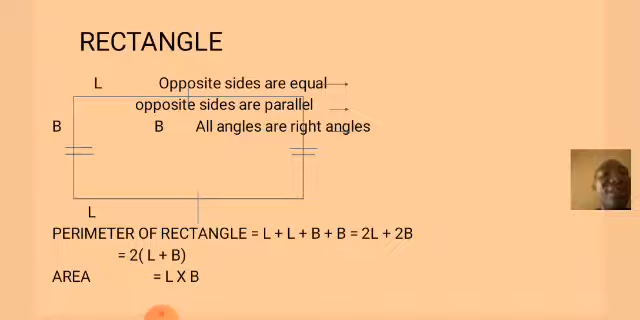 RECTANGLE
L Opposite sides are equal
opposite sides are parallel
B B All angles are right angles
L
PERIMETER OF RECTANGLE = L + L + B + B = 2L + 2B
= 2( L + B)
AREA = L X B